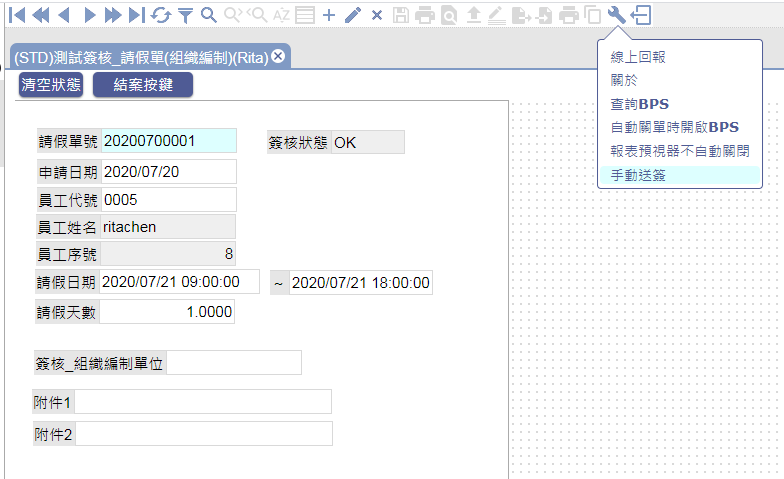 (STD)測試簽核_請假單(組織編制)(Rita)
清空狀態 結案按鍵
請假單號 20200700001 簽核狀態 OK
申請日期 2020/07/20
員工代號 0005
員工姓名 ritachen
員工序號 8
請假日期 2020/07/21 09:00:00 ~ 2020/07/21 18:00:00
請假天數 1.0000
簽核_組織編制單位
附件1
附件2
線上回報
關於
查詢BPS
自動關單時開啟BPS
報表預視器不自動關閉
手動送簽